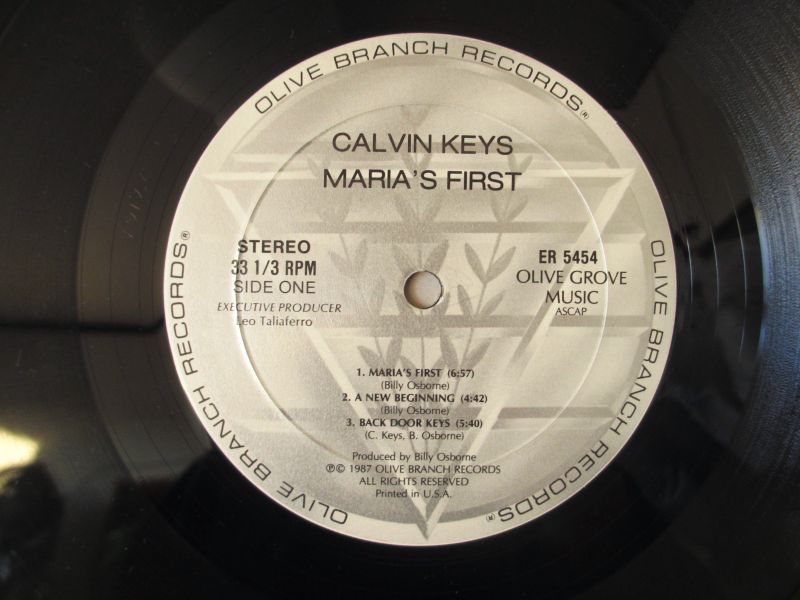 OLIVE BRANCH RECORDS®
OLIVE BRANCH RECORDS®
OLIVE BRANCH RECORDS®
CALVIN KEYS
MARIA'S FIRST
STEREO
33 1/3 RPM
SIDE ONE
EXECUTIVE PRODUCER
Leo Taliaferro
ER 5454
OLIVE GROVE
MUSIC
ASCAP
1. MARIA'S FIRST (6:57)
(Billy Osborne)
2. A NEW BEGINNING (4:42)
(Billy Osborne)
3. BACK DOOR KEYS (5:40)
(C. Keys, B. Osborne)
Produced by Billy Osborne
℗© 1987 OLIVE BRANCH RECORDS
ALL RIGHTS RESERVED
Printed in U.S.A.